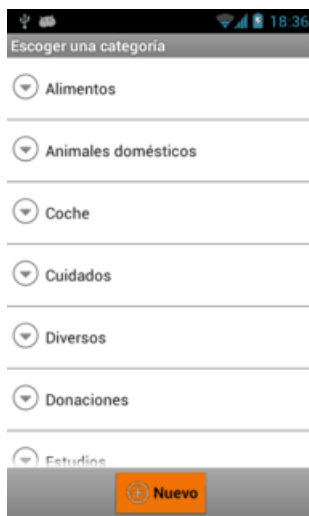 18:36
Escoger una categoría
Alimentos
Animales domésticos
Coche
Cuidados
Diversos
Donaciones
Estudios
Nuevo